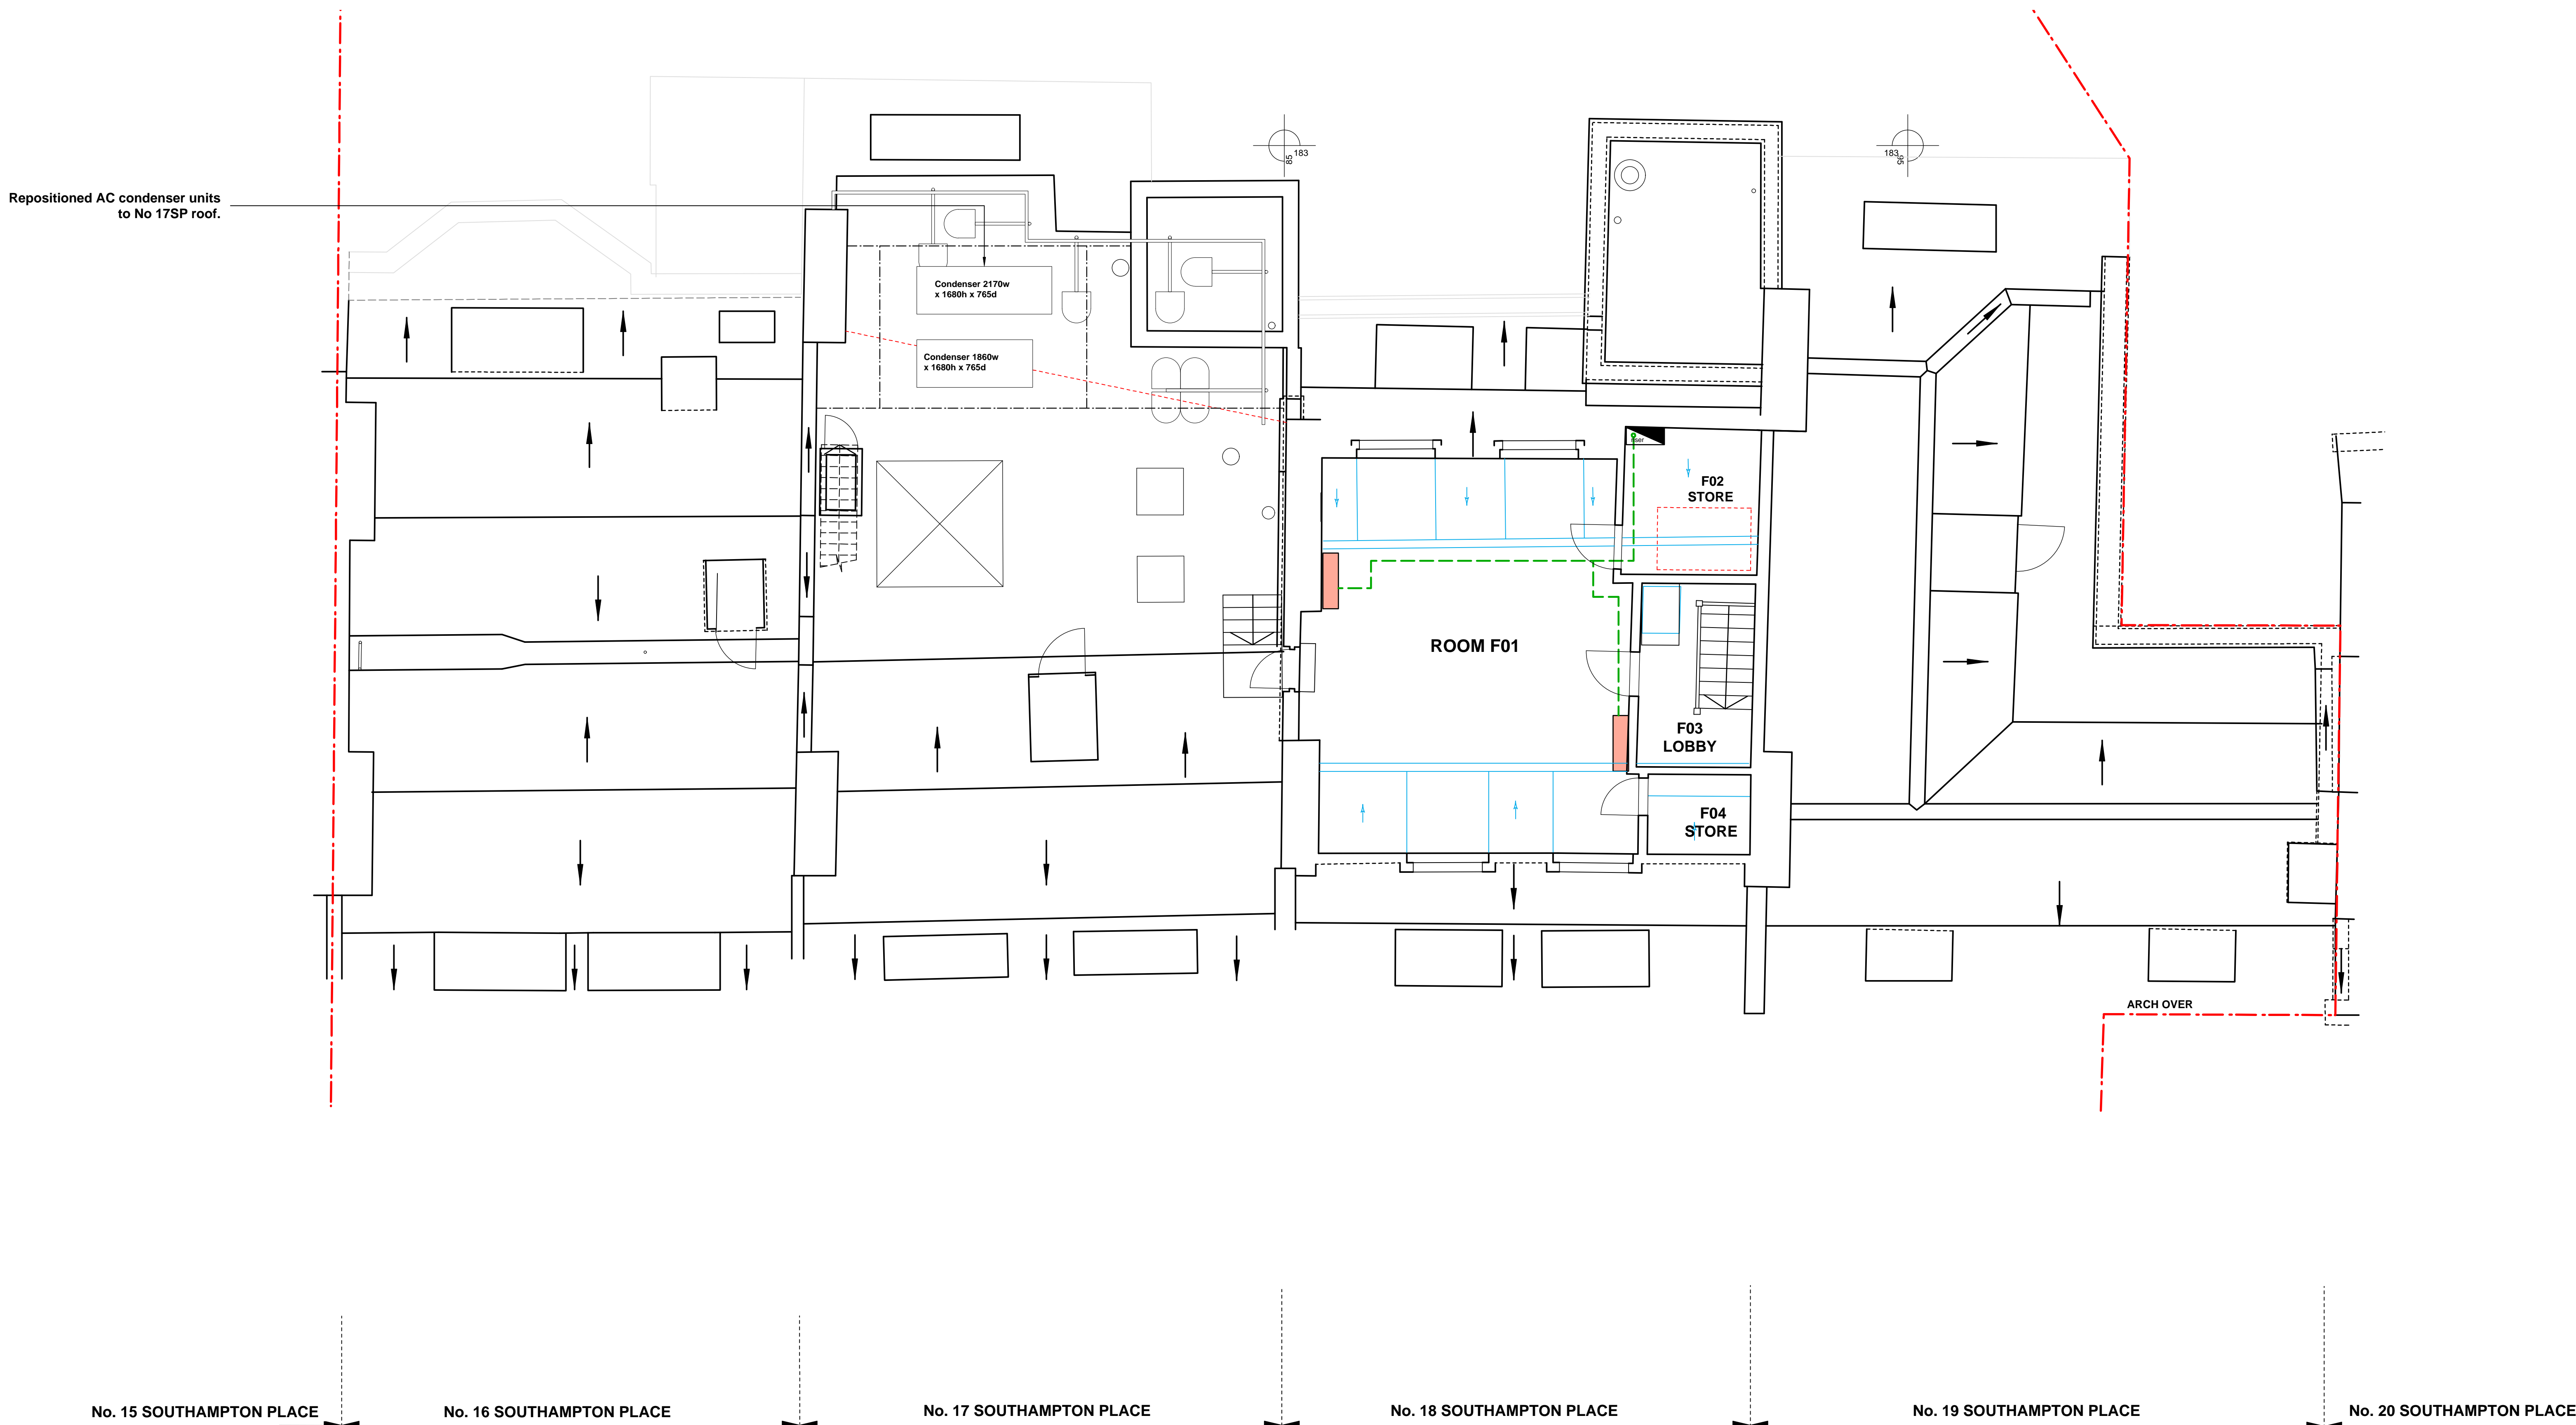 183
85
183
95
Repositioned AC condenser units
to No 17SP roof.
Condenser 2170w
x 1680h x 765d
Condenser 1860w
x 1680h x 765d
F02
STORE
ROOM F01
F03
LOBBY
F04
STORE
ARCH OVER
No. 15 SOUTHAMPTON PLACE
No. 16 SOUTHAMPTON PLACE
No. 17 SOUTHAMPTON PLACE
No. 18 SOUTHAMPTON PLACE
No. 19 SOUTHAMPTON PLACE
No. 20 SOUTHAMPTON PLACE